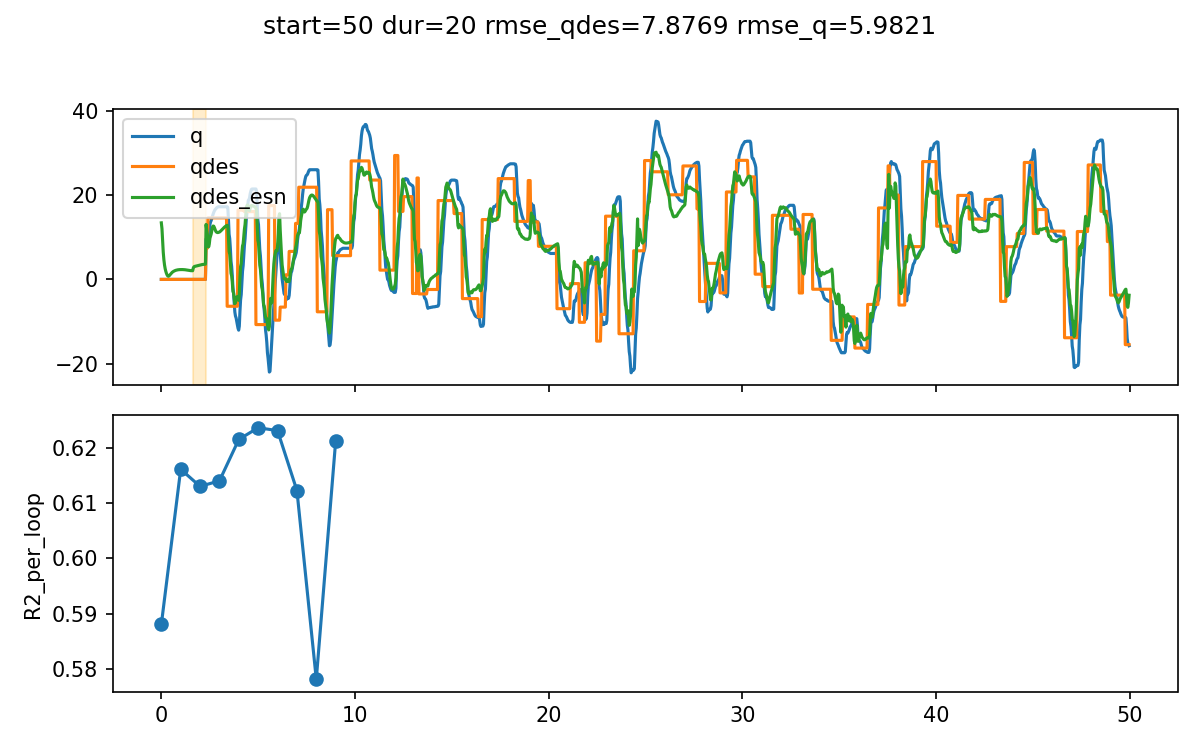 start=50 dur=20 rmse_qdes=7.8769 rmse_q=5.9821
40
20
0
−20
q
qdes
qdes_esn
R2_per_loop
0.62
0.61
0.60
0.59
0.58
0 10 20 30 40 50